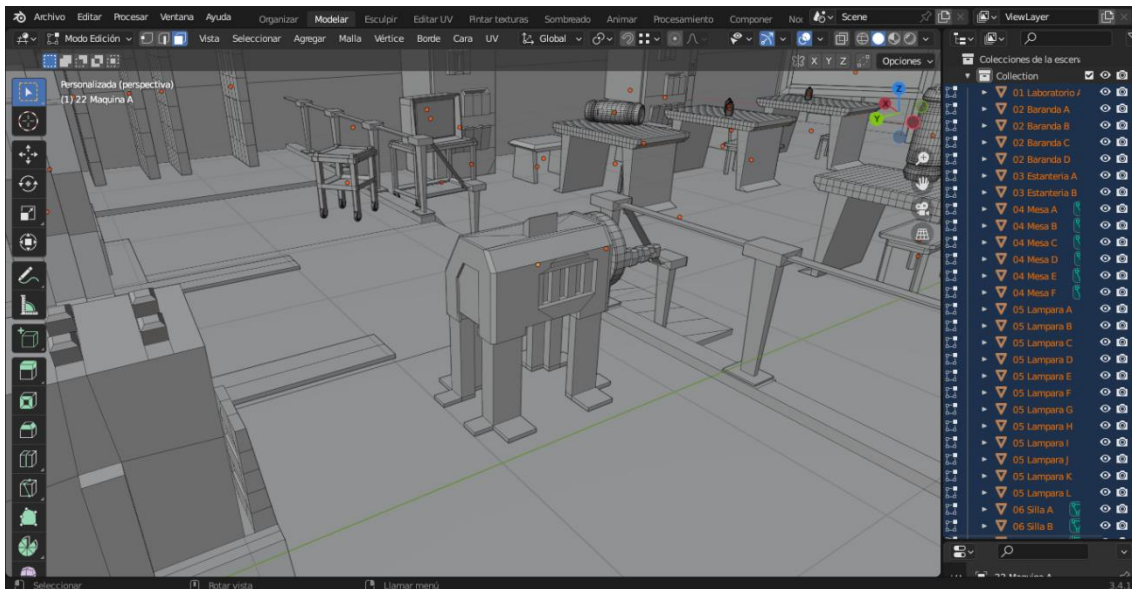 Archivo Editar Procesar Ventana Ayuda Organizar Modelar Esculpir Editar UV Pintar texturas Sombreado Animar Procesamiento Componer Scene ViewLayer
Modo Edición Vista Seleccionar Agregar Malla Vértice Borde Cara UV Global
X Y Z Opciones
Personalizada (perspectiva)
(1) 22 Maquina A
Z
X
Y
Colecciones de la escena
Collection
01 Laboratorio
02 Baranda A
02 Baranda B
02 Baranda C
02 Baranda D
03 Estanteria A
03 Estanteria B
04 Mesa A
04 Mesa B
04 Mesa C
04 Mesa D
04 Mesa E
04 Mesa F
05 Lampara A
05 Lampara B
05 Lampara C
05 Lampara D
05 Lampara E
05 Lampara F
05 Lampara G
05 Lampara H
05 Lampara I
05 Lampara J
05 Lampara K
05 Lampara L
06 Silla A
06 Silla B
Seleccionar Rotar vista Llamar menú 3.4.1